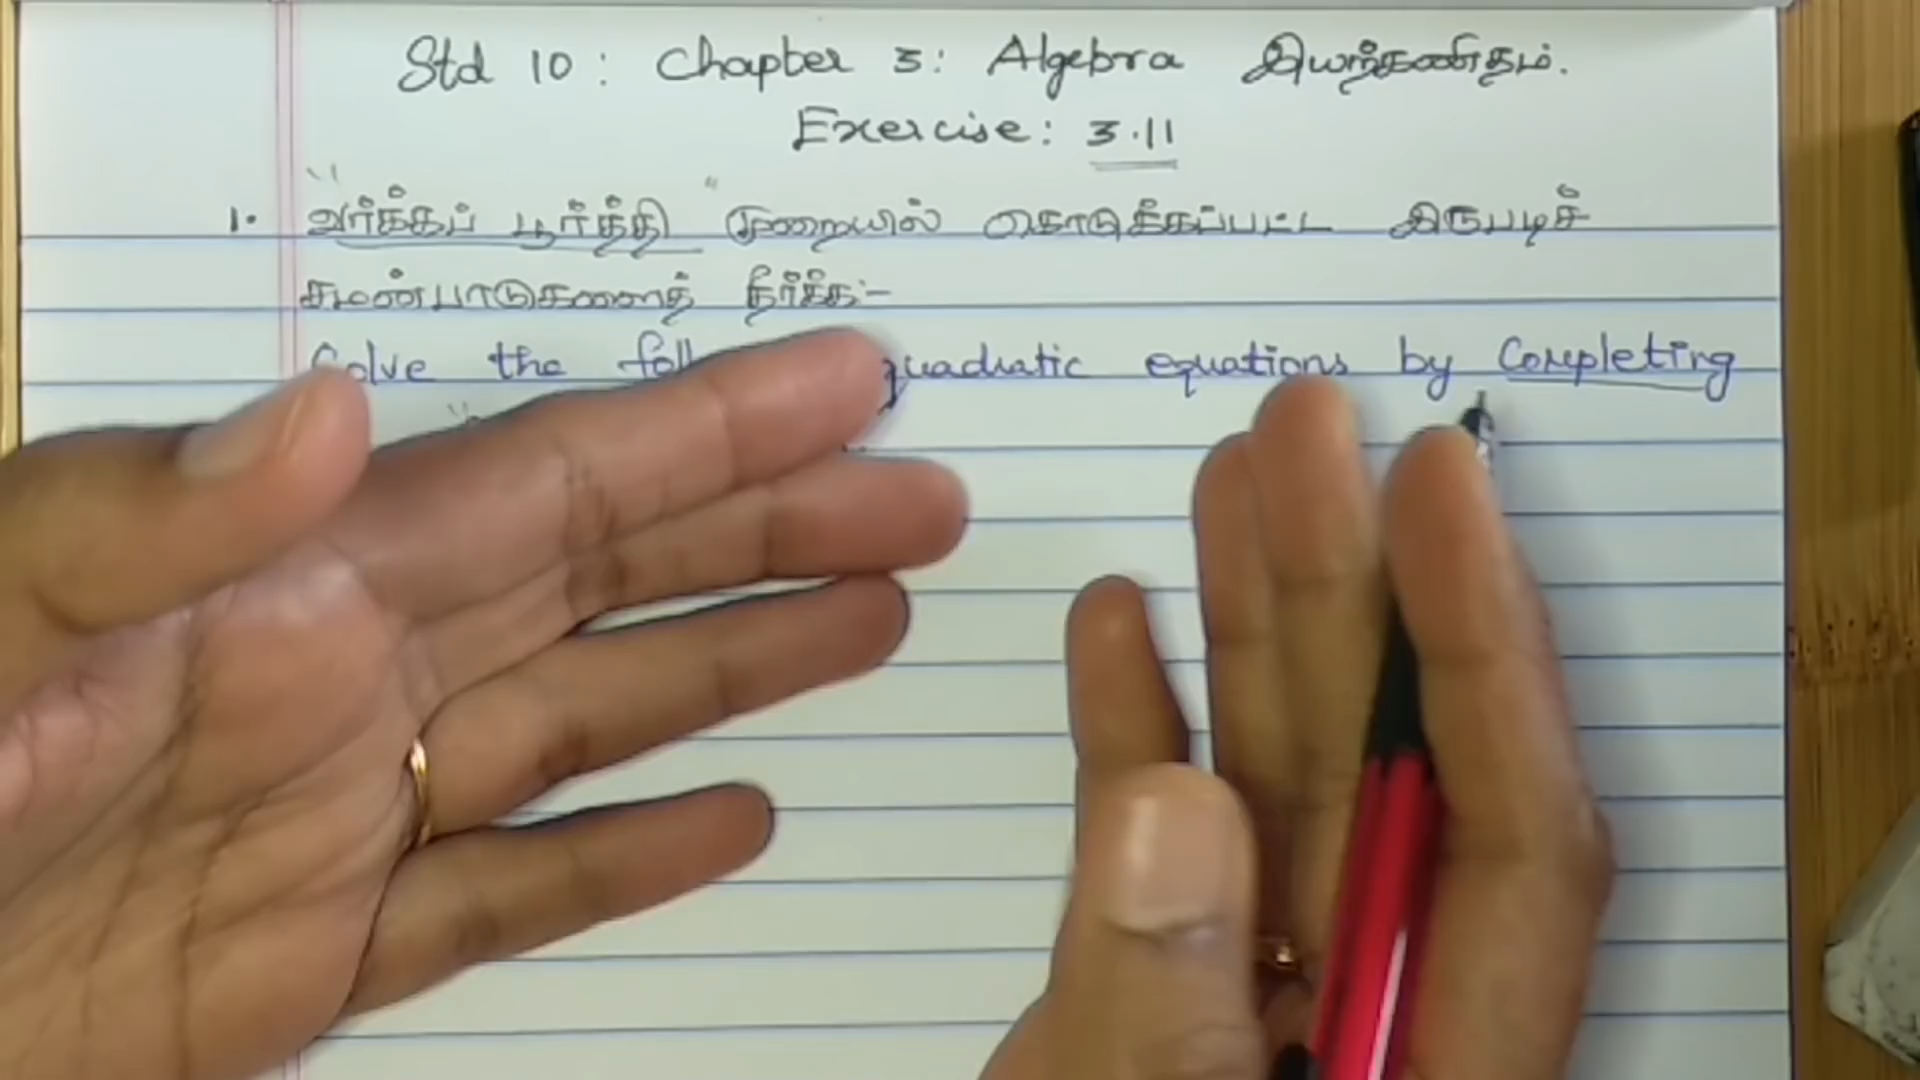 Std 10 : Chapter 3 : Algebra இயற்கணிதம்.
Exercise : 3.11
1. "வர்க்கப் பூர்த்தி" முறையில் கொடுக்கப்பட்ட இருபடிச்
சமன்பாடுகளைத் தீர்க்க:-
Solve the quadratic equations by Completing